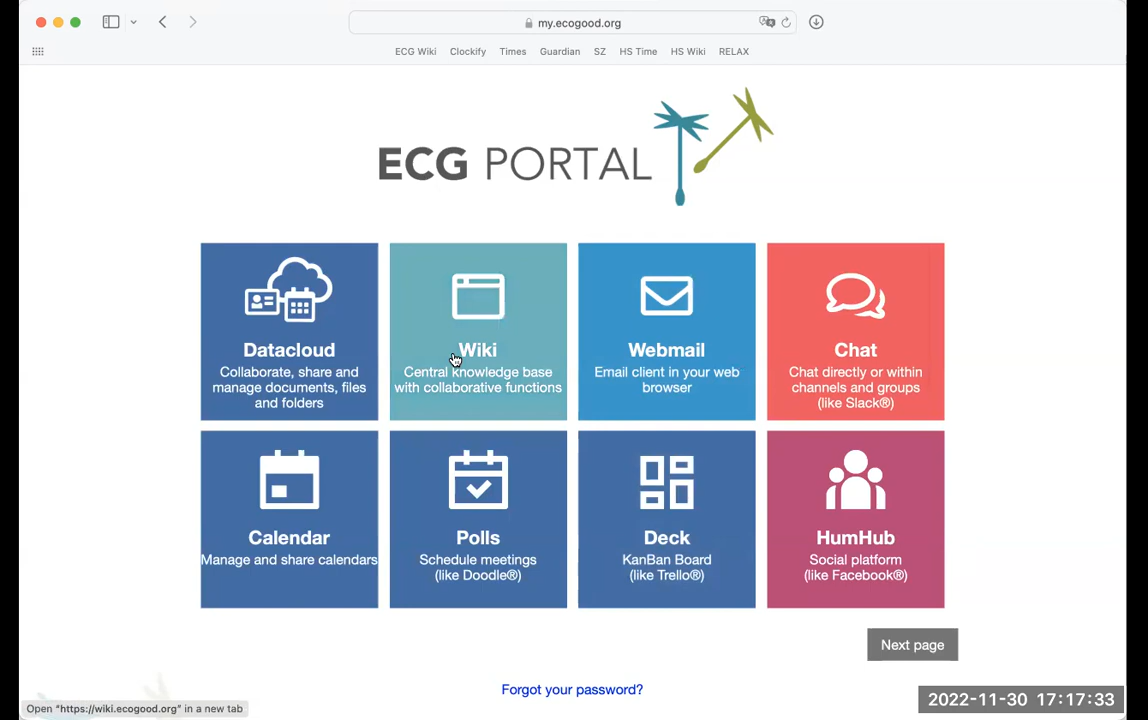 my.ecogood.org
ECG Wiki Clockify Times Guardian SZ HS Time HS Wiki RELAX
ECG PORTAL
Datacloud
Collaborate, share and
manage documents, files
and folders
Wiki
Central knowledge base
with collaborative functions
Webmail
Email client in your web
browser
Chat
Chat directly or within
channels and groups
(like Slack®)
Calendar
Manage and share calendars
Polls
Schedule meetings
(like Doodle®)
Deck
KanBan Board
(like Trello®)
HumHub
Social platform
(like Facebook®)
Next page
Forgot your password?
Open "https://wiki.ecogood.org" in a new tab
2022-11-30 17:17:33